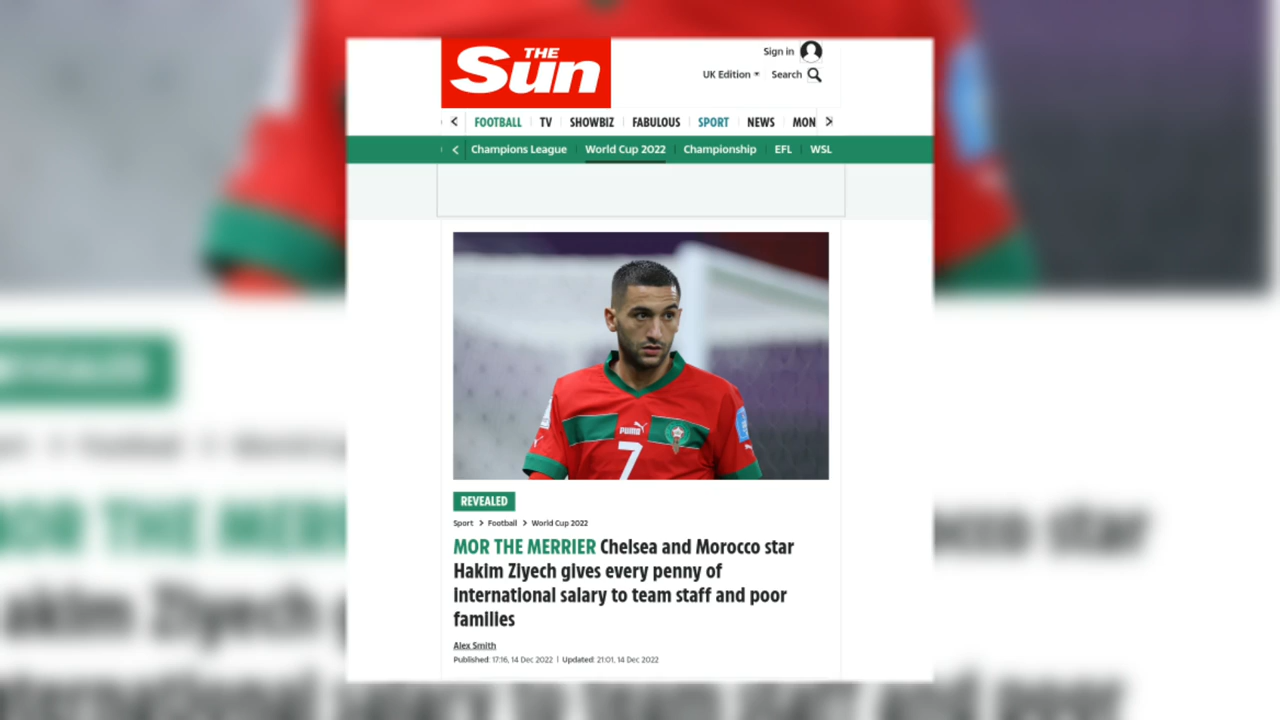 THE
Sun
Sign in
UK Edition
Search
FOOTBALL TV SHOWBIZ FABULOUS SPORT NEWS MON
Champions League World Cup 2022 Championship EFL WSL
PUMA
7
REVEALED
Sport > Football > World Cup 2022
MOR THE MERRIER Chelsea and Morocco star
Hakim Ziyech gives every penny of
international salary to team staff and poor
families
Alex Smith
Published: 17:16, 14 Dec 2022 | Updated: 21:01, 14 Dec 2022